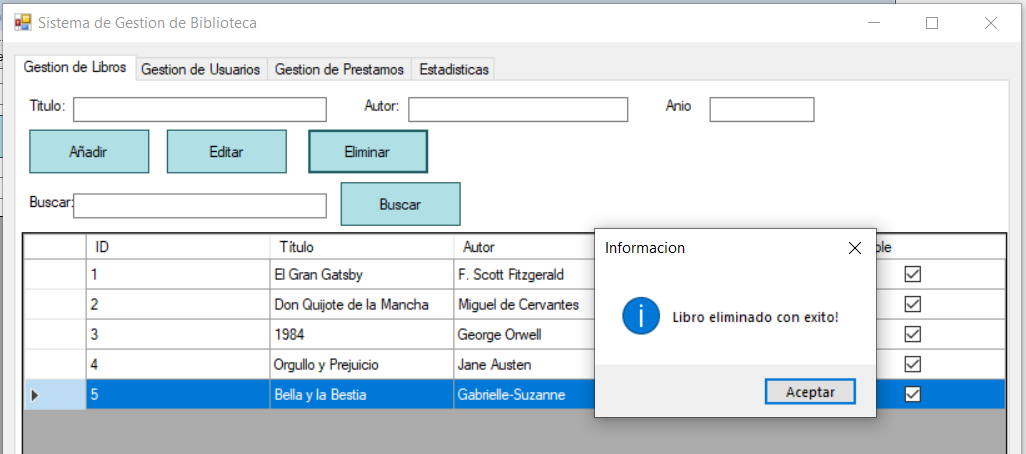 Sistema de Gestion de Biblioteca
Gestion de Libros Gestion de Usuarios Gestion de Prestamos Estadisticas
Titulo: Autor: Anio
Añadir Editar Eliminar
Buscar: Buscar
ID Título Autor
1 El Gran Gatsby F. Scott Fitzgerald
2 Don Quijote de la Mancha Miguel de Cervantes
3 1984 George Orwell
4 Orgullo y Prejuicio Jane Austen
5 Bella y la Bestia Gabrielle-Suzanne
Informacion
Libro eliminado con exito!
Aceptar